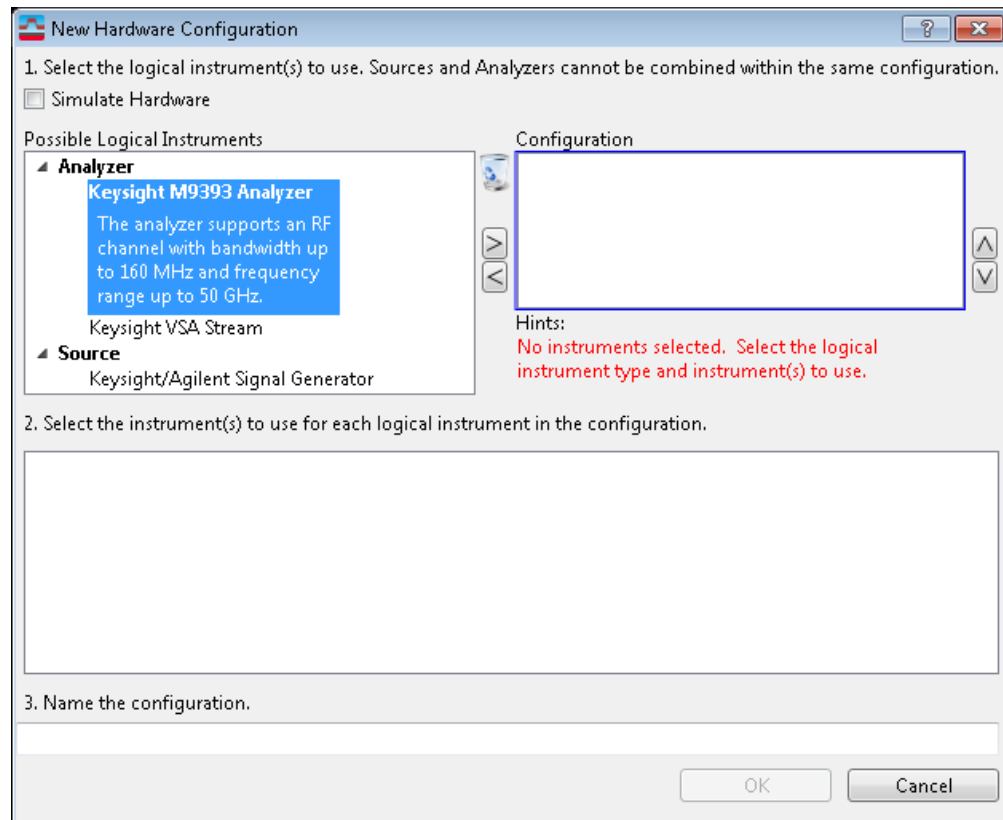 New Hardware Configuration
1. Select the logical instrument(s) to use. Sources and Analyzers cannot be combined within the same configuration.
Simulate Hardware
Possible Logical Instruments
Analyzer
Keysight M9393 Analyzer
The analyzer supports an RF
channel with bandwidth up
to 160 MHz and frequency
range up to 50 GHz.
Keysight VSA Stream
Source
Keysight/Agilent Signal Generator
Configuration
Hints:
No instruments selected.  Select the logical
instrument type and instrument(s) to use.
2. Select the instrument(s) to use for each logical instrument in the configuration.
3. Name the configuration.
OK
Cancel